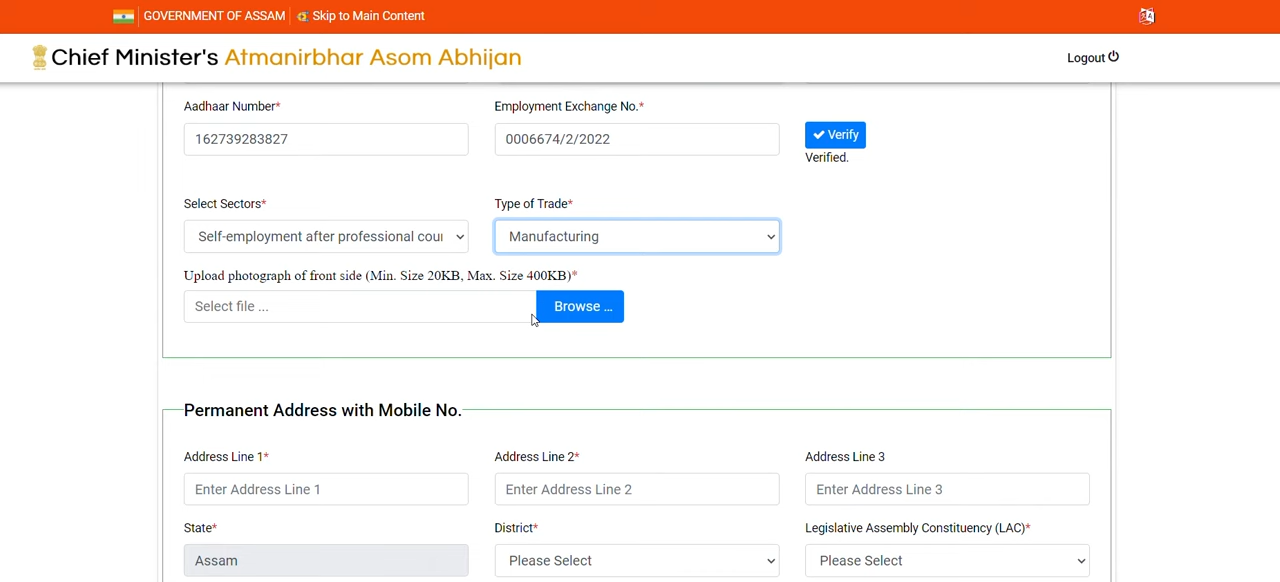 GOVERNMENT OF ASSAM Skip to Main Content
Chief Minister's Atmanirbhar Asom Abhijan
Logout
Aadhaar Number* Employment Exchange No.*
162739283827 0006674/2/2022 Verify
Verified.
Select Sectors* Type of Trade*
Self-employment after professional cour Manufacturing
Upload photograph of front side (Min. Size 20KB, Max. Size 400KB)*
Select file ... Browse ...
Permanent Address with Mobile No.
Address Line 1* Address Line 2* Address Line 3
Enter Address Line 1 Enter Address Line 2 Enter Address Line 3
State* District* Legislative Assembly Constituency (LAC)*
Assam Please Select Please Select